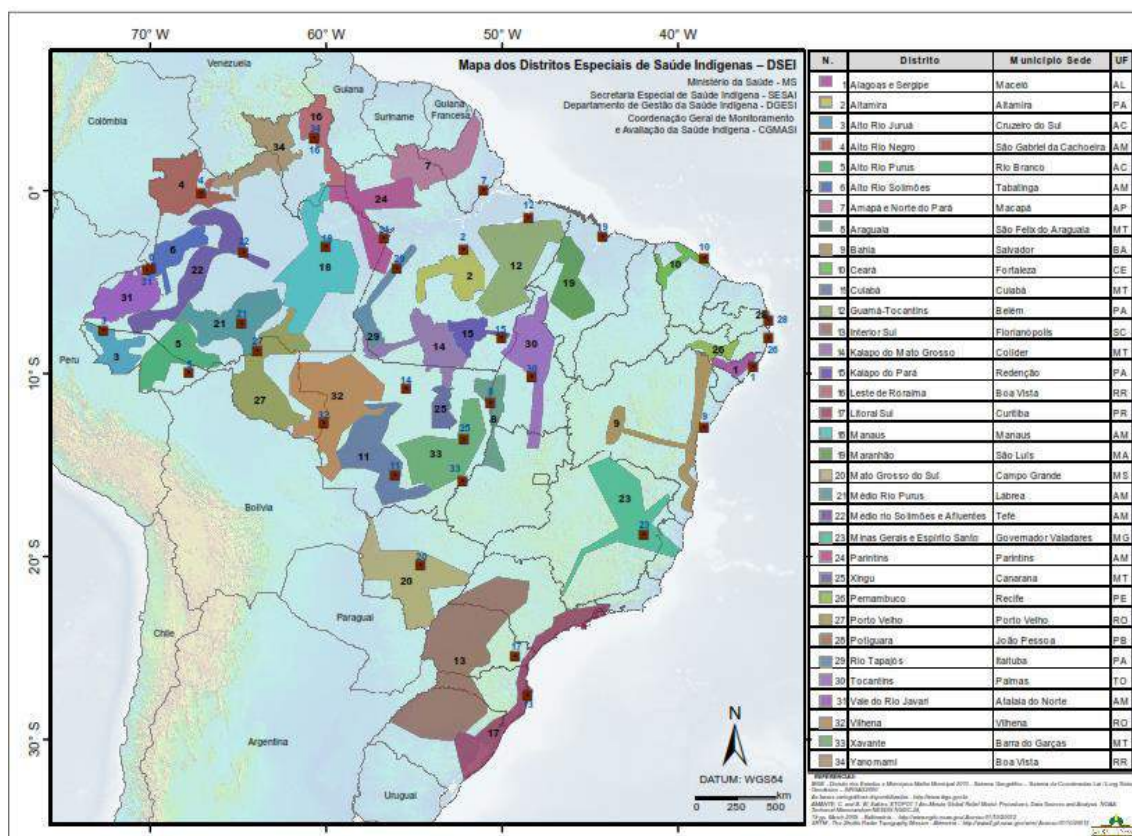 70° W
60° W
50° W
40° W
Mapa dos Distritos Especiais de Saúde Indígenas – DSEI
Ministério da Saúde - MS
Secretaria Especial de Saúde Indígena - SESAI
Departamento de Gestão da Saúde Indígena - DGESI
Coordenação Geral de Monitoramento
e Avaliação da Saúde Indígena - CGMASI
Venezuela
Guiana
Suriname
Guiana
Francesa
Colômbia
Peru
Bolívia
Paraguai
Chile
Argentina
Uruguai
0°
10° S
20° S
30° S
N
DATUM: WGS84
km
0 250 500
N. Distrito Município Sede UF
1 Alagoas e Sergipe Maceió AL
2 Altamira Altamira PA
3 Alto Rio Juruá Cruzeiro do Sul AC
4 Alto Rio Negro São Gabriel da Cachoeira AM
5 Alto Rio Purus Rio Branco AC
6 Alto Rio Solimões Tabatinga AM
7 Amapá e Norte do Pará Macapá AP
8 Araguaia São Felix do Araguaia MT
9 Bahia Salvador BA
10 Ceará Fortaleza CE
11 Cuiabá Cuiabá MT
12 Guamá-Tocantins Belém PA
13 Interior Sul Florianópolis SC
14 Kaiapo do Mato Grosso Colider MT
15 Kaiapo do Pará Redenção PA
16 Leste de Roraima Boa Vista RR
17 Litoral Sul Curitiba PR
18 Manaus Manaus AM
19 Maranhão São Luís MA
20 Mato Grosso do Sul Campo Grande MS
21 Médio Rio Purus Lábrea AM
22 Médio rio Solimões e Afluentes Tefé AM
23 Minas Gerais e Espírito Santo Governador Valadares MG
24 Parintins Parintins AM
25 Xingu Canarana MT
26 Pernambuco Recife PE
27 Porto Velho Porto Velho RO
28 Potiguara João Pessoa PB
29 Rio Tapajós Itaituba PA
30 Tocantins Palmas TO
31 Vale do Rio Javari Atalaia do Norte AM
32 Vilhena Vilhena RO
33 Xavante Barra do Garças MT
34 Yanomami Boa Vista RR
REFERENCIAS: